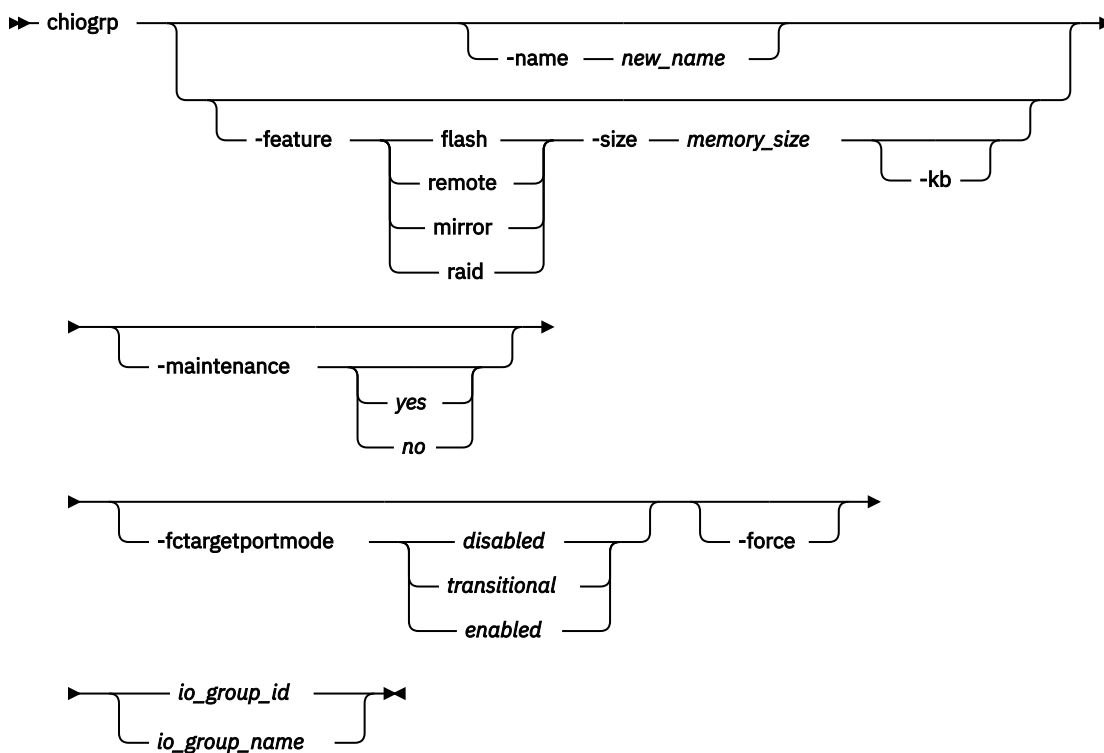 chiogrp
-name new_name
-feature flash -size memory_size
remote -kb
mirror
raid
-maintenance
yes
no
-fctargetportmode disabled -force
transitional
enabled
io_group_id
io_group_name